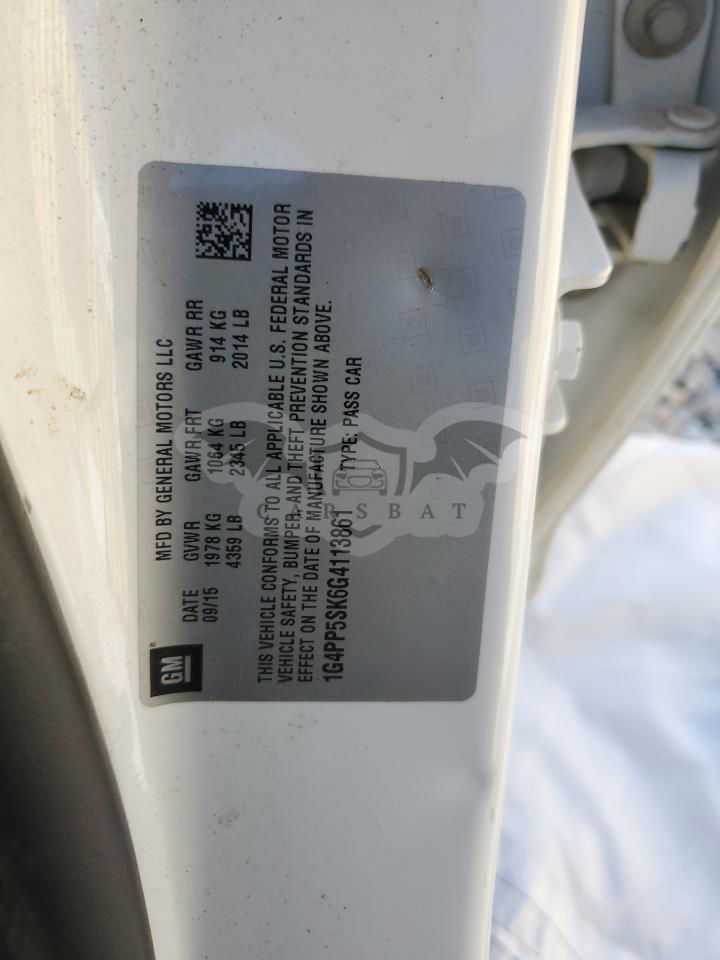 GM
MFD BY GENERAL MOTORS LLC
DATE GVWR GAWR FRT GAWR RR
09/15 1978 KG 1064 KG 914 KG
4359 LB 2345 LB 2014 LB
THIS VEHICLE CONFORMS TO ALL APPLICABLE U.S. FEDERAL MOTOR
VEHICLE SAFETY, BUMPER, AND THEFT PREVENTION STANDARDS IN
EFFECT ON THE DATE OF MANUFACTURE SHOWN ABOVE.
1G4PP5SK6G4113861 TYPE: PASS CAR
CARSBAT